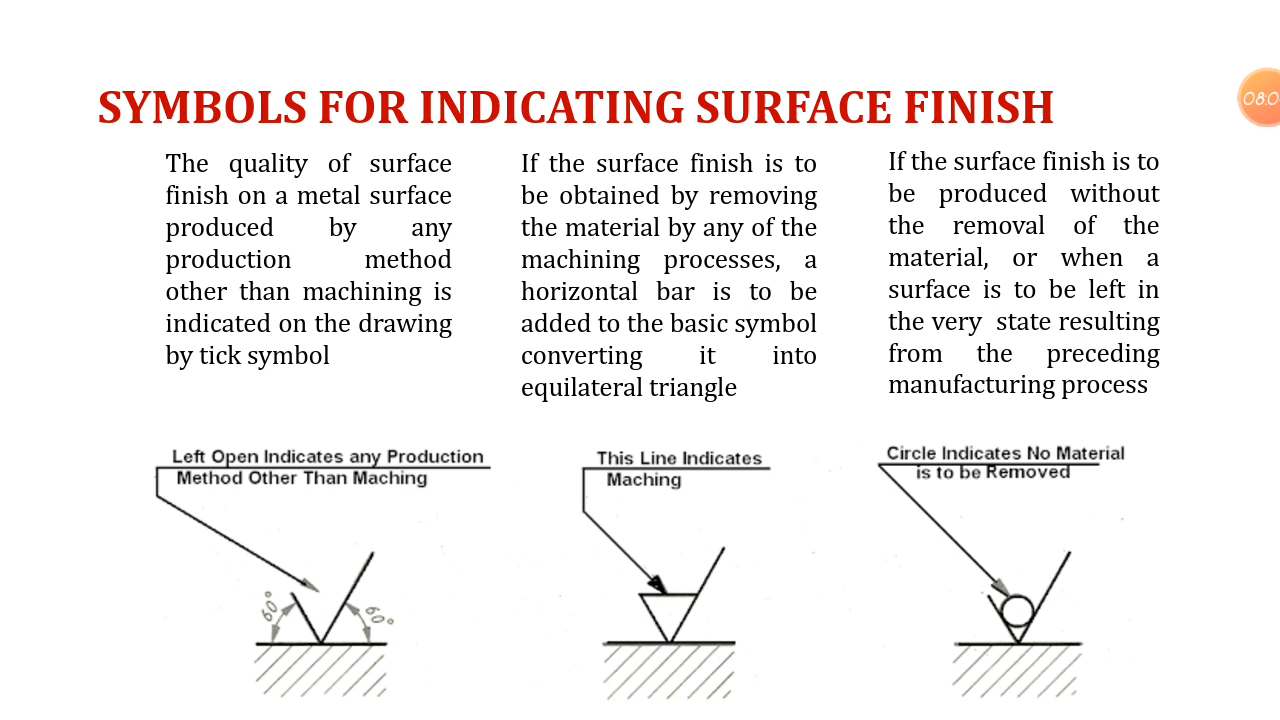 SYMBOLS FOR INDICATING SURFACE FINISH
08:0
The quality of surface
finish on a metal surface
produced by any
production method
other than machining is
indicated on the drawing
by tick symbol
If the surface finish is to
be obtained by removing
the material by any of the
machining processes, a
horizontal bar is to be
added to the basic symbol
converting it into
equilateral triangle
If the surface finish is to
be produced without
the removal of the
material, or when a
surface is to be left in
the very state resulting
from the preceding
manufacturing process
Left Open Indicates any Production
Method Other Than Maching
60°
60°
This Line Indicates
Maching
Circle Indicates No Material
is to be Removed